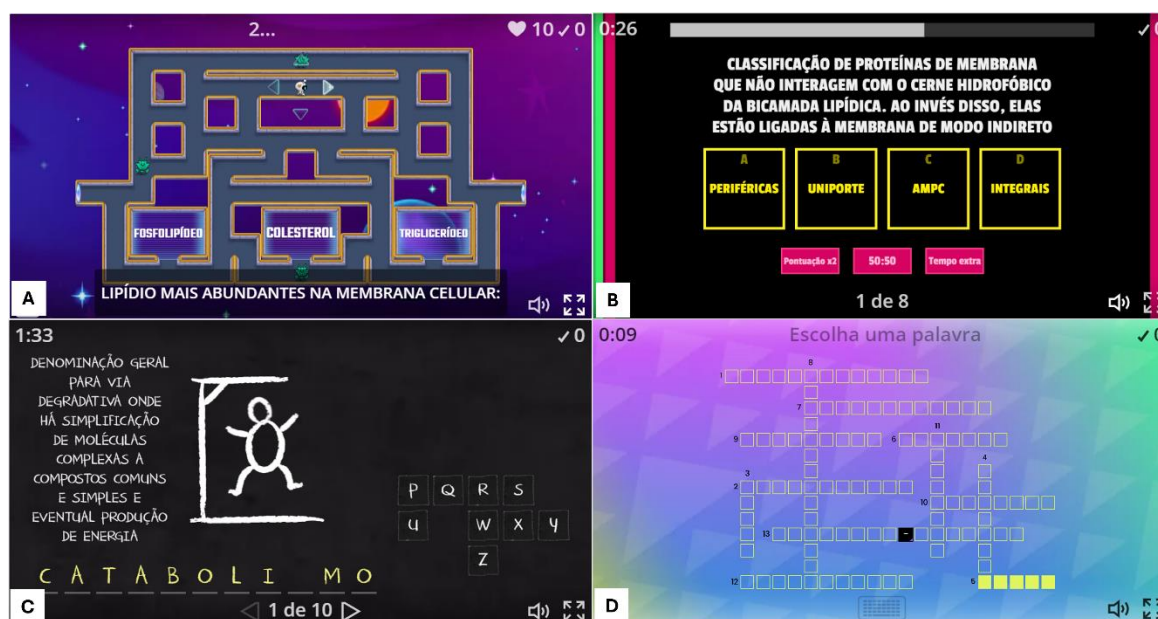 2...
10 ✓ 0
FOSFOLIPÍDEO
COLESTEROL
TRIGLICERÍDEO
LIPÍDIO MAIS ABUNDANTES NA MEMBRANA CELULAR:
A
0:26
✓ 0
CLASSIFICAÇÃO DE PROTEÍNAS DE MEMBRANA
QUE NÃO INTERAGEM COM O CERNE HIDROFÓBICO
DA BICAMADA LIPÍDICA. AO INVÉS DISSO, ELAS
ESTÃO LIGADAS À MEMBRANA DE MODO INDIRETO
A B C D
PERIFÉRICAS UNIPORTE AMPC INTEGRAIS
Pontuação x2 50:50 Tempo extra
1 de 8
B
1:33
✓ 0
DENOMINAÇÃO GERAL
PARA VIA
DEGRADATIVA ONDE
HÁ SIMPLIFICAÇÃO
DE MOLÉCULAS
COMPLEXAS A
COMPOSTOS COMUNS
E SIMPLES E
EVENTUAL PRODUÇÃO
DE ENERGIA
P Q R S
U W X Y
Z
C A T A B O L I M O
1 de 10
C
0:09
Escolha uma palavra
✓ 0
8
1
7
11
9 6
4
3
2
10
13 -
12 5
D